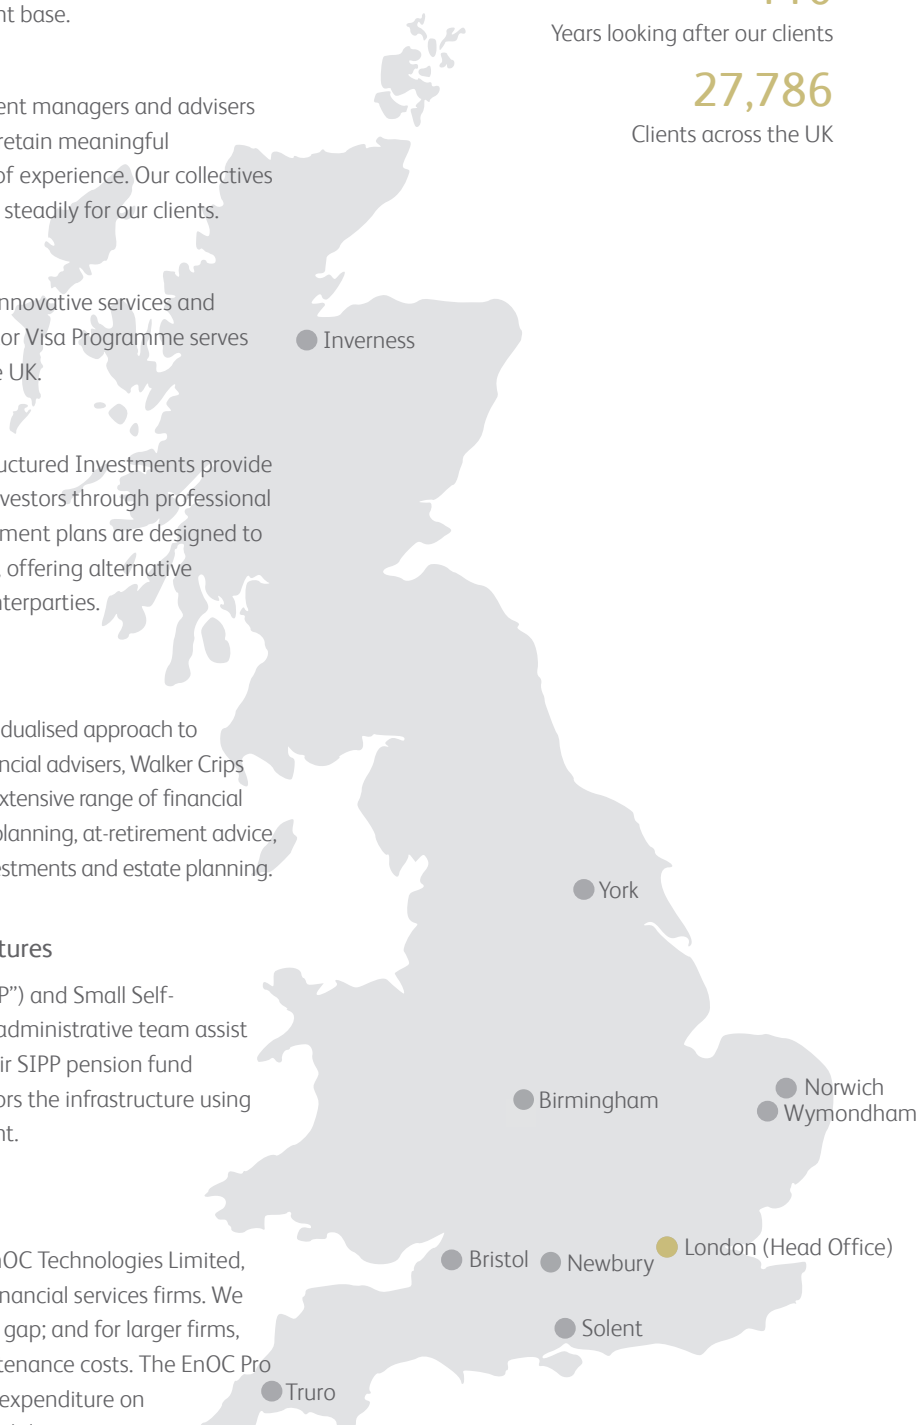 nt base.
Years looking after our clients
27,786
Clients across the UK
ent managers and advisers
retain meaningful
of experience. Our collectives
steadily for our clients.
nnovative services and
or Visa Programme serves
e UK.
uctured Investments provide
vestors through professional
ment plans are designed to
, offering alternative
nterparties.
dualised approach to
ncial advisers, Walker Crips
xtensive range of financial
planning, at-retirement advice,
estments and estate planning.
tures
P”) and Small Self-
administrative team assist
ir SIPP pension fund
ors the infrastructure using
nt.
nOC Technologies Limited,
nancial services firms. We
gap; and for larger firms,
tenance costs. The EnOC Pro
expenditure on
Inverness
York
Birmingham
Norwich
Wymondham
London (Head Office)
Bristol
Newbury
Solent
Truro